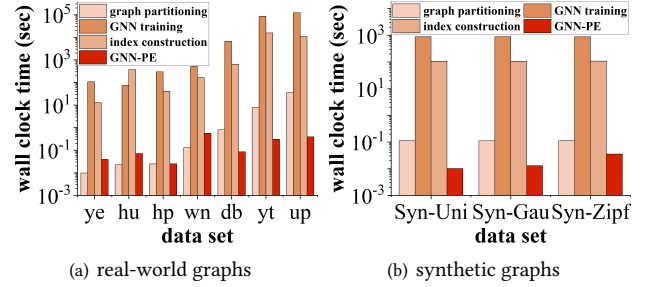 wall clock time (sec)
10^5
10^3
10^1
10^-1
10^-3
graph partitioning
GNN training
index construction
GNN-PE
ye hu hp wn db yt up
data set
(a) real-world graphs
wall clock time (sec)
10^5
10^3
10^1
10^-1
10^-3
graph partitioning GNN training
index construction GNN-PE
Syn-Uni Syn-Gau Syn-Zipf
data set
(b) synthetic graphs